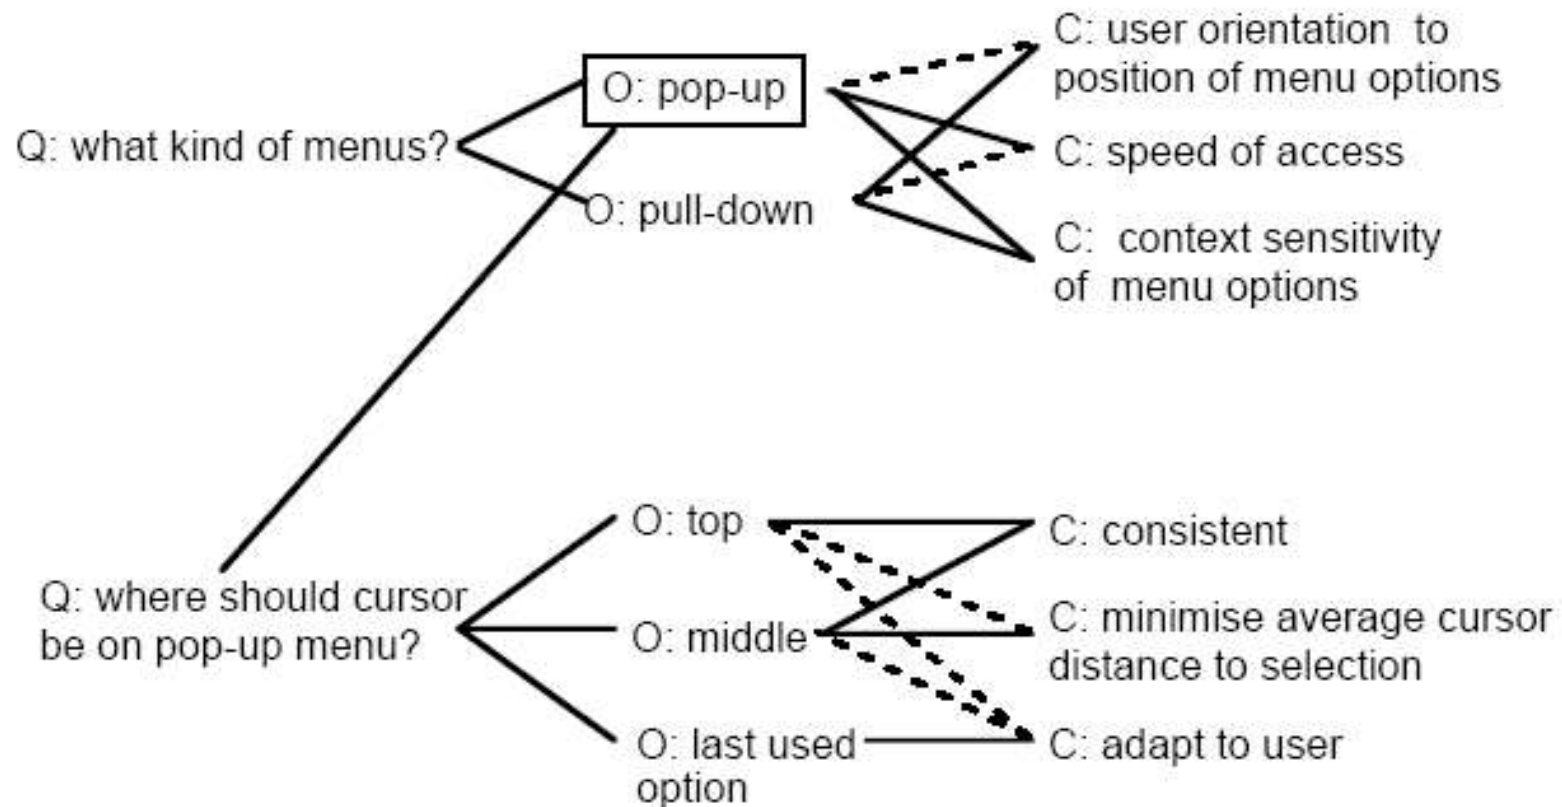 Q: what kind of menus?
O: pop-up
O: pull-down
C: user orientation to
position of menu options
C: speed of access
C: context sensitivity
of menu options
Q: where should cursor
be on pop-up menu?
O: top
O: middle
O: last used
option
C: consistent
C: minimise average cursor
distance to selection
C: adapt to user